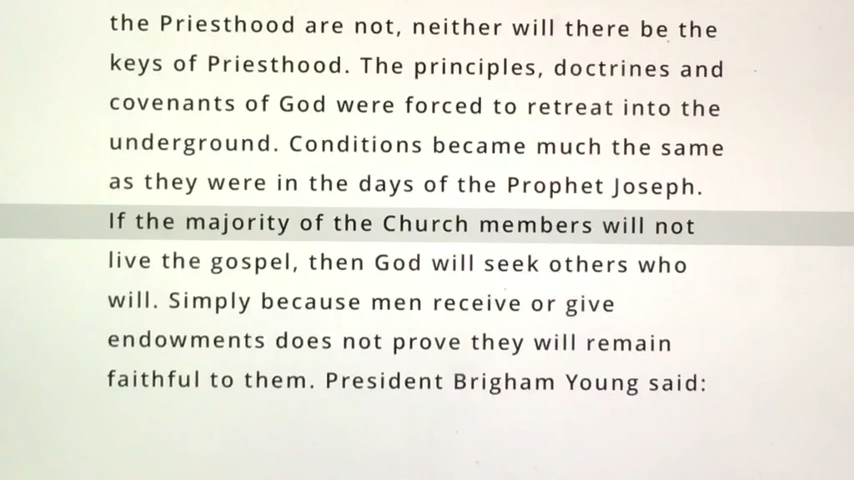 the Priesthood are not, neither will there be the
keys of Priesthood. The principles, doctrines and
covenants of God were forced to retreat into the
underground. Conditions became much the same
as they were in the days of the Prophet Joseph.
If the majority of the Church members will not
live the gospel, then God will seek others who
will. Simply because men receive or give
endowments does not prove they will remain
faithful to them. President Brigham Young said: